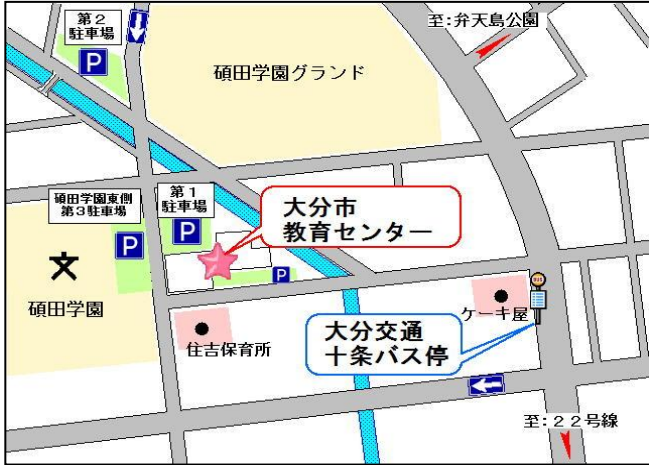 第2
駐車場
P
至:弁天島公園
碩田学園グランド
碩田学園東側
第3駐車場
P
第1
駐車場
P
大分市
教育センター
P
碩田学園
住吉保育所
ケーキ屋
大分交通
十条バス停
至:22号線